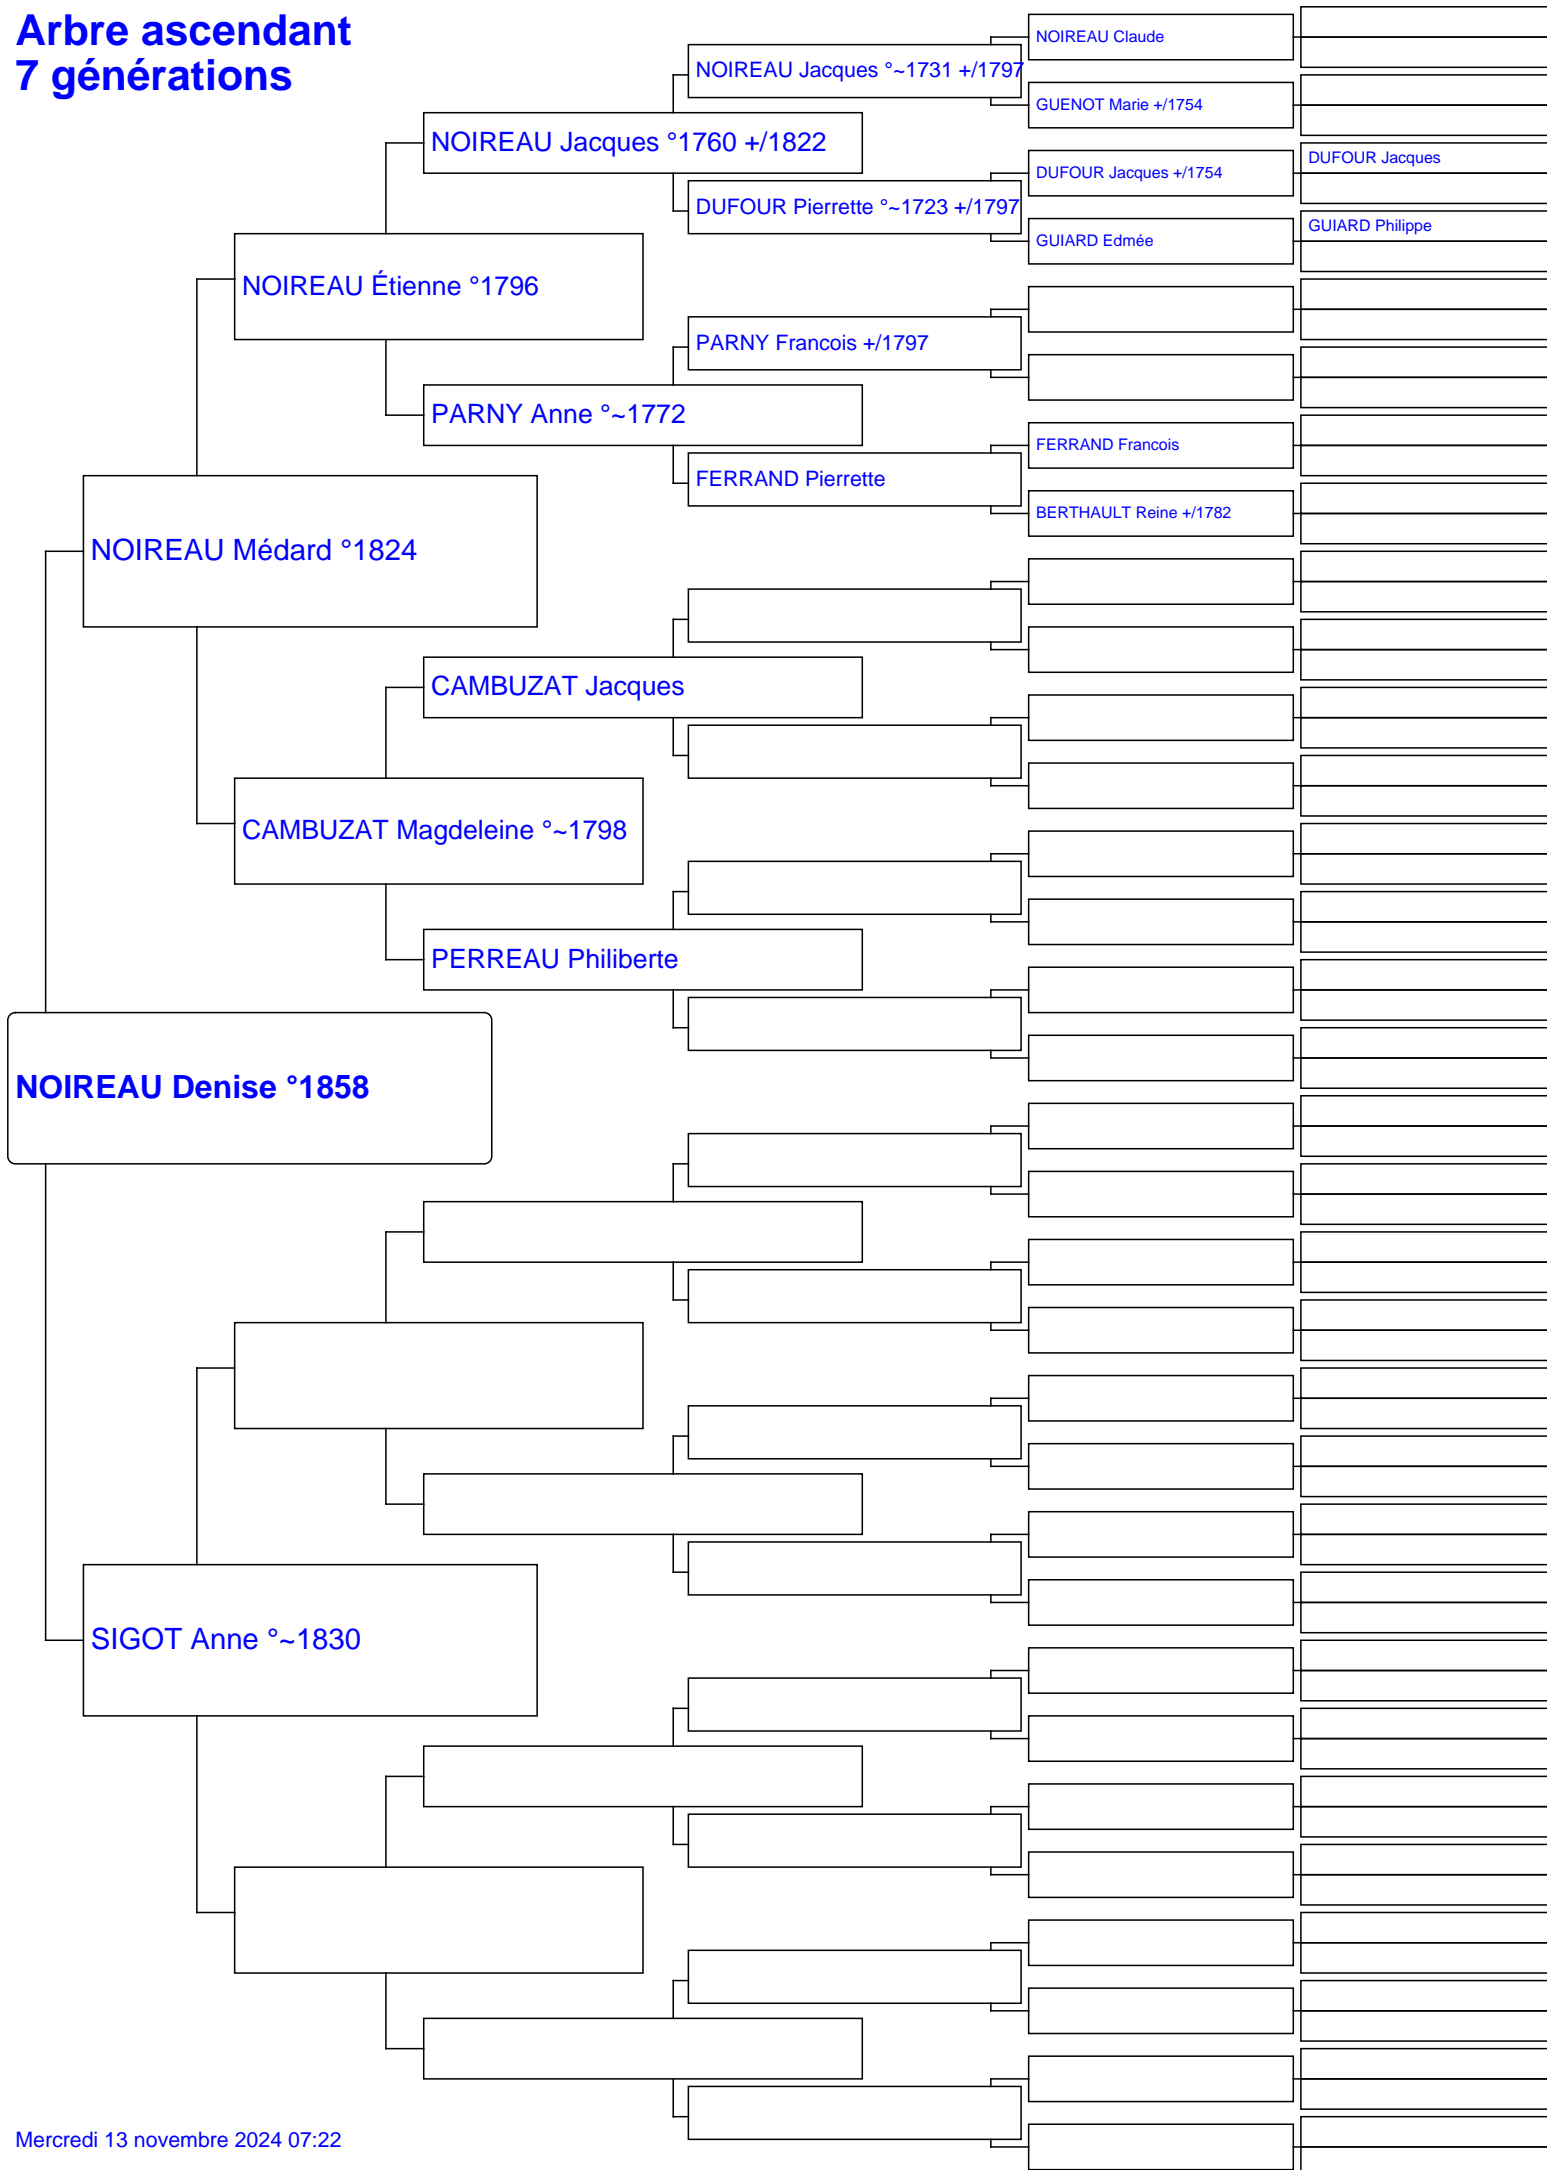 Arbre ascendant
7 générations
NOIREAU Claude
NOIREAU Jacques °~1731 +/1797
GUENOT Marie +/1754
NOIREAU Jacques °1760 +/1822
DUFOUR Jacques
DUFOUR Jacques +/1754
DUFOUR Pierrette °~1723 +/1797
GUIARD Philippe
GUIARD Edmée
NOIREAU Étienne °1796
PARNY Francois +/1797
PARNY Anne °~1772
FERRAND Francois
FERRAND Pierrette
BERTHAULT Reine +/1782
NOIREAU Médard °1824
CAMBUZAT Jacques
CAMBUZAT Magdeleine °~1798
PERREAU Philiberte
NOIREAU Denise °1858
SIGOT Anne °~1830
Mercredi 13 novembre 2024 07:22